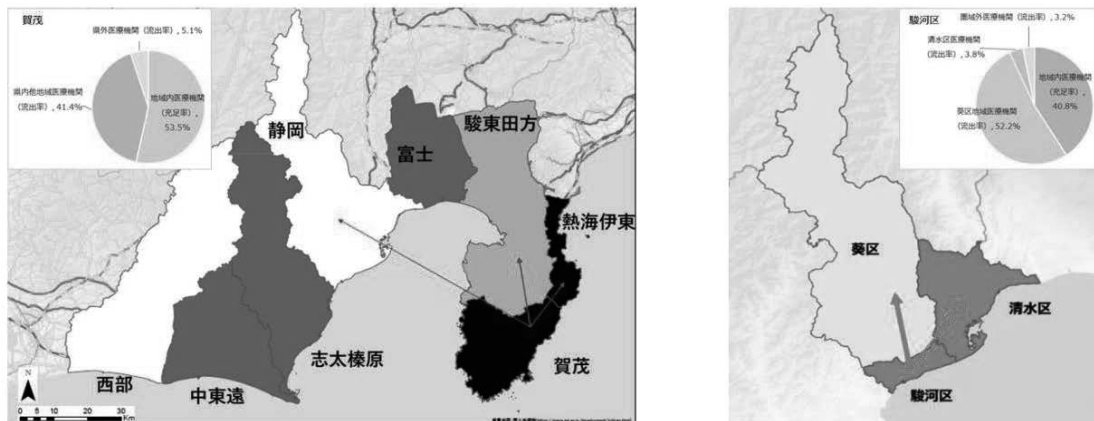 賀茂
県外医療機関（流出率）, 5.1%
県内他地域医療機関
（流出率）, 41.4%
地域内医療機関
（充足率）,
53.5%
静岡
駿東田方
富士
熱海伊東
志太榛原
賀茂
西部
中東遠
N
0 5 10 20 30
Km
駿河区
圏域外医療機関（流出率）, 3.2%
清水区医療機関
（流出率）,
3.8%
地域内医療機関
（充足率）,
40.8%
葵区地域医療機関
（流出率）, 52.2%
葵区
清水区
駿河区